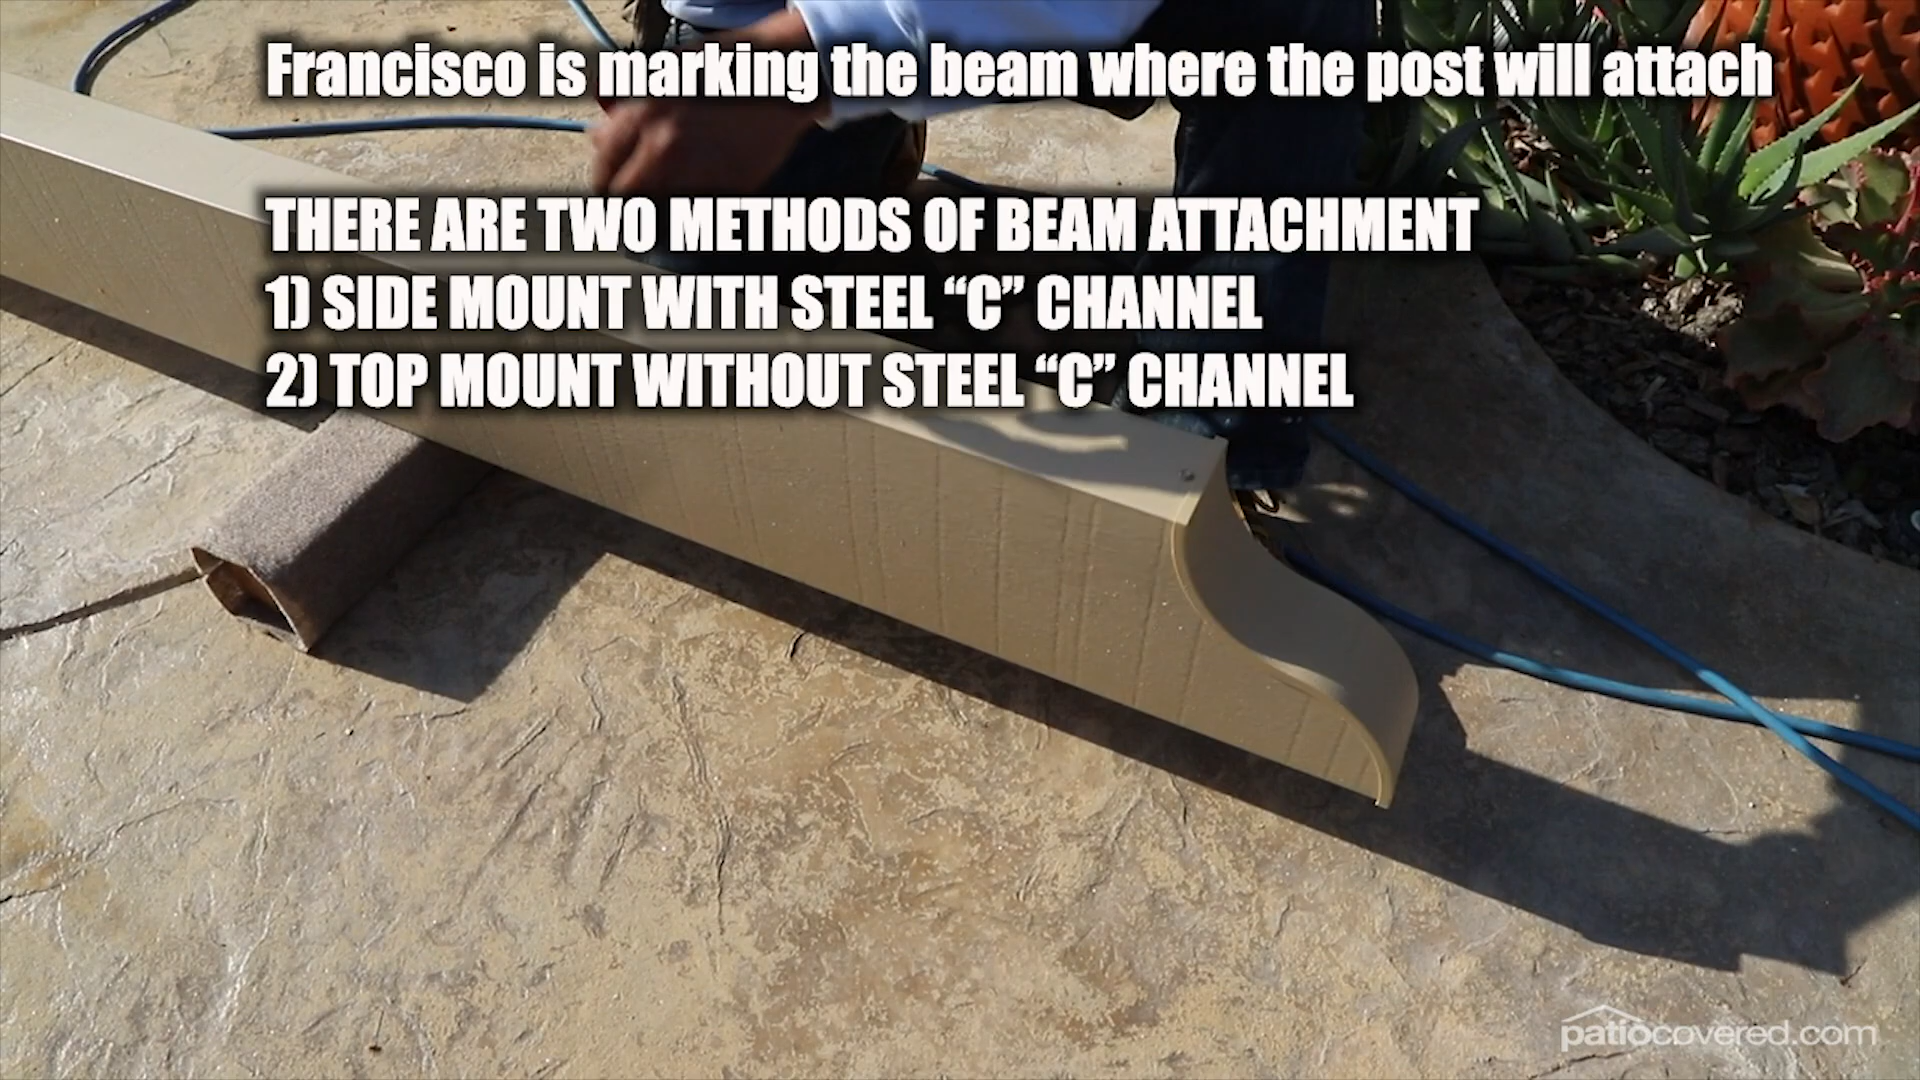 Francisco is marking the beam where the post will attach
THERE ARE TWO METHODS OF BEAM ATTACHMENT
1) SIDE MOUNT WITH STEEL “C” CHANNEL
2) TOP MOUNT WITHOUT STEEL “C” CHANNEL
patiocovered.com